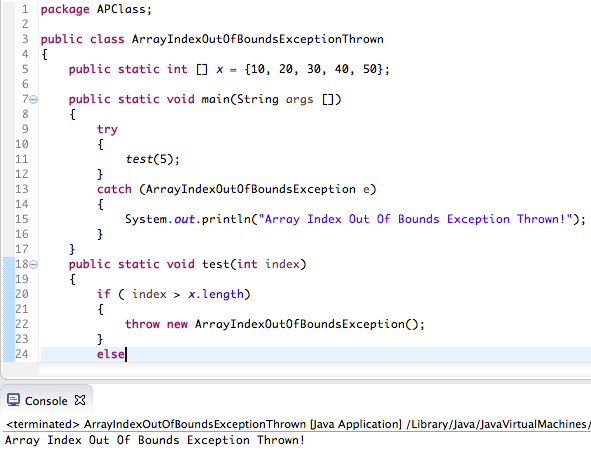 1 package APClass;
2
3 public class ArrayIndexOutOfBoundsExceptionThrown
4 {
5 public static int [] x = {10, 20, 30, 40, 50};
6
7 public static void main(String args [])
8 {
9 try
10 {
11 test(5);
12 }
13 catch (ArrayIndexOutOfBoundsException e)
14 {
15 System.out.println("Array Index Out Of Bounds Exception Thrown!");
16 }
17 }
18 public static void test(int index)
19 {
20 if ( index > x.length)
21 {
22 throw new ArrayIndexOutOfBoundsException();
23 }
24 else
Console
<terminated> ArrayIndexOutOfBoundsExceptionThrown [Java Application] /Library/Java/JavaVirtualMachines/
Array Index Out Of Bounds Exception Thrown!